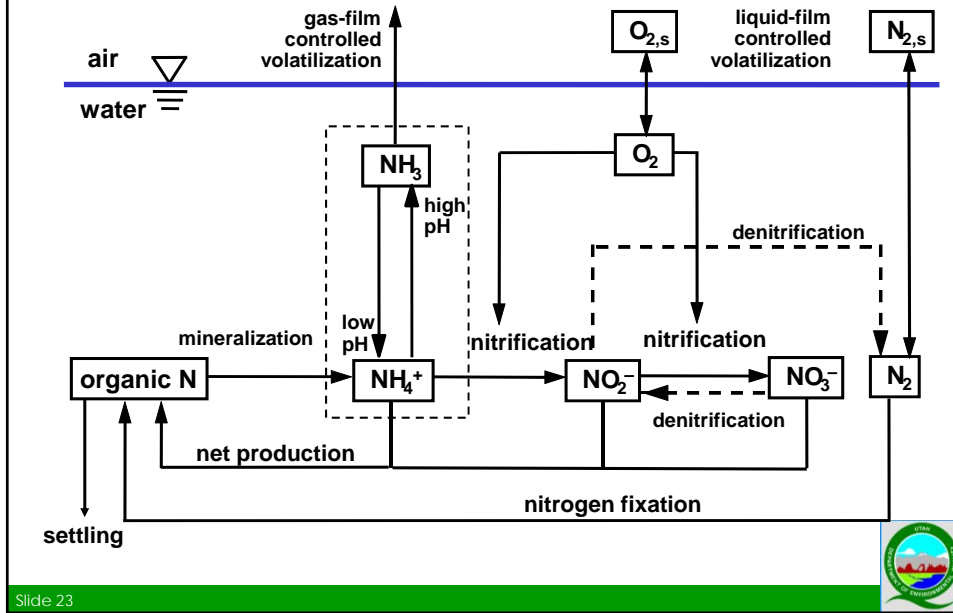 gas-film
controlled
volatilization
O₂,s
liquid-film
controlled
volatilization
N₂,s
air
water
O₂
NH₃
high
pH
denitrification
low
pH
mineralization
nitrification
nitrification
organic N
NH₄⁺
NO₂⁻
NO₃⁻
N₂
denitrification
net production
nitrogen fixation
settling
UTAH
Slide 23